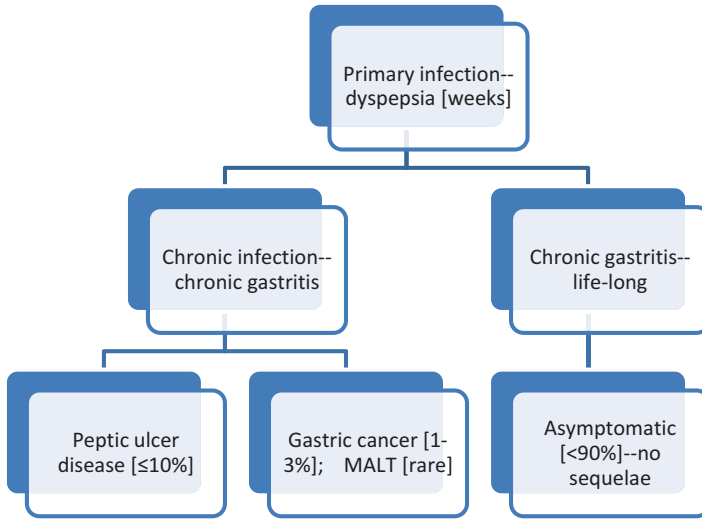 Primary infection--
dyspepsia [weeks]
Chronic infection--
chronic gastritis
Chronic gastritis--
life-long
Peptic ulcer
disease [≤10%]
Gastric cancer [1-
3%]; MALT [rare]
Asymptomatic
[<90%]--no
sequelae